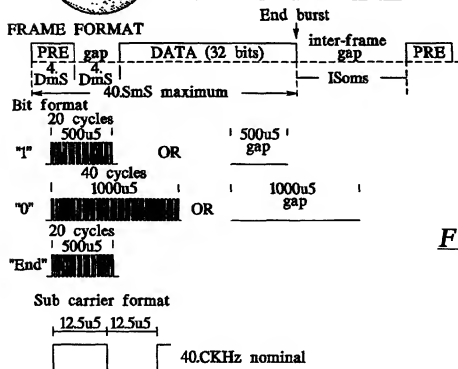 End burst
FRAME FORMAT
PRE gap DATA (32 bits) inter-frame gap PRE
4. DmS 4. DmS ISoms
40.SmS maximum
Bit format
20 cycles
500u5 500u5
"1" OR gap
40 cycles
1000u5 1000u5
"0" OR gap
20 cycles
500u5
"End"
F
Sub carrier format
12.5u5 12.5u5
40.CKHz nominal